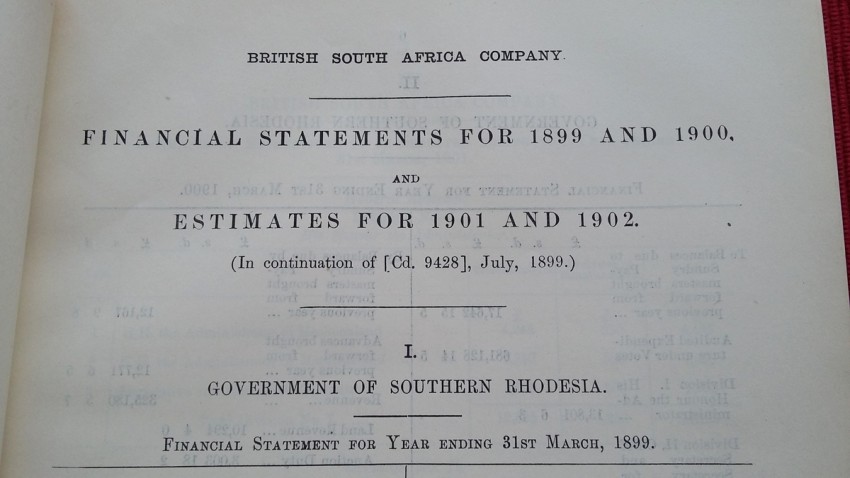 BRITISH SOUTH AFRICA COMPANY.
FINANCIAL STATEMENTS FOR 1899 AND 1900,
AND
ESTIMATES FOR 1901 AND 1902.
(In continuation of [Cd. 9428], July, 1899.)
I.
GOVERNMENT OF SOUTHERN RHODESIA.
FINANCIAL STATEMENT FOR YEAR ENDING 31ST MARCH, 1899.